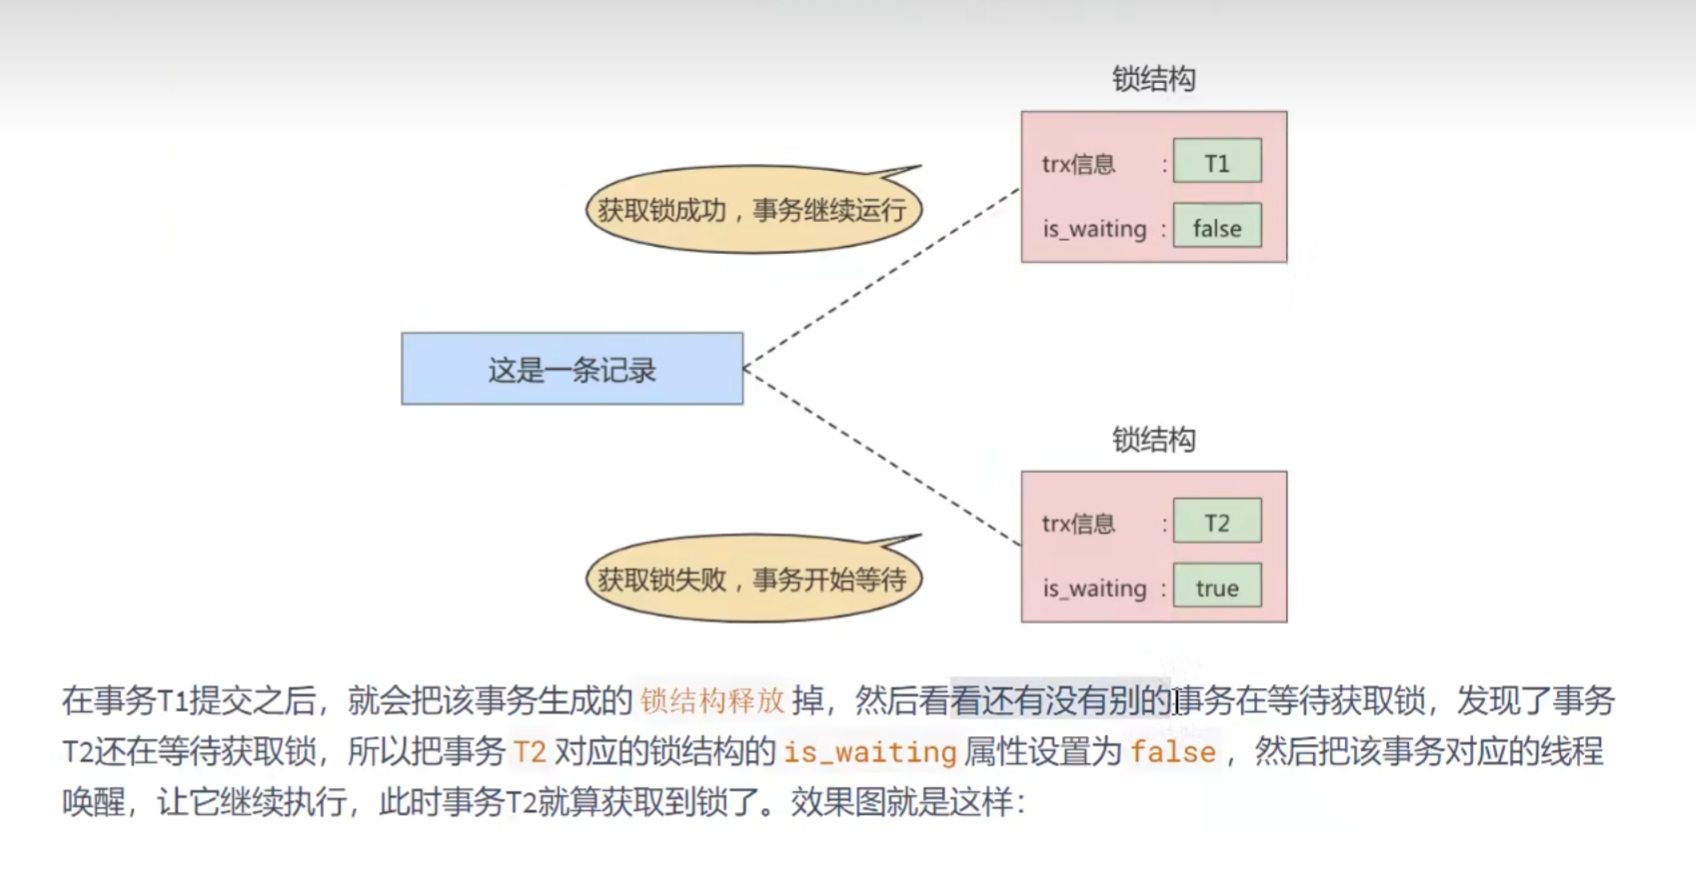 锁结构
trx信息 : T1
获取锁成功，事务继续运行
is_waiting : false
这是一条记录
锁结构
trx信息 : T2
获取锁失败，事务开始等待
is_waiting : true
在事务T1提交之后，就会把该事务生成的 锁结构释放 掉，然后看看还有没有别的事务在等待获取锁，发现了事务
T2还在等待获取锁，所以把事务 T2 对应的锁结构的 is_waiting 属性设置为 false ，然后把该事务对应的线程
唤醒，让它继续执行，此时事务T2就算获取到锁了。效果图就是这样：